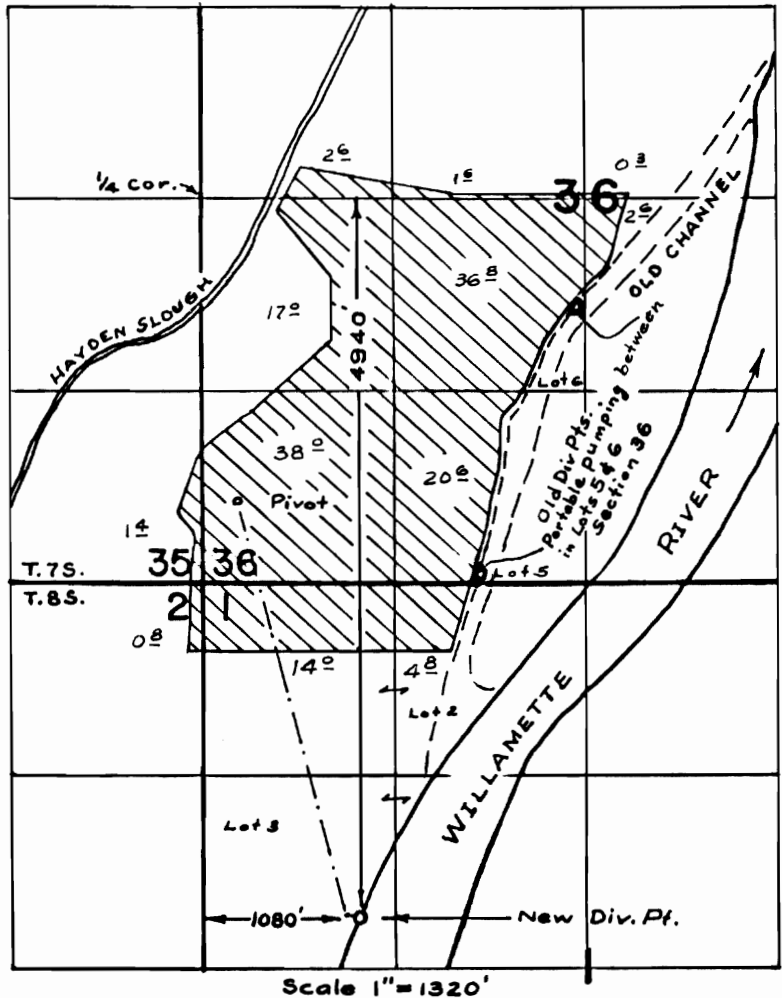 2 6
1 6
0 3
1/4 Cor.
36
2 6
OLD CHANNEL
36 8
HAYDEN SLOUGH
17 0
4940
Lot 6
Old Div Pts.:
Portable pumping between
in Lots 5 & 6
Section 36
38 0
20 6
Pivot
RIVER
1 4
35 36
T.7S.
Lot 5
T.8S.
2 1
0 8
14 0
4 8
Lot 2
WILLAMETTE
Lot 3
1080'
New Div. Pt.
Scale 1"=1320'